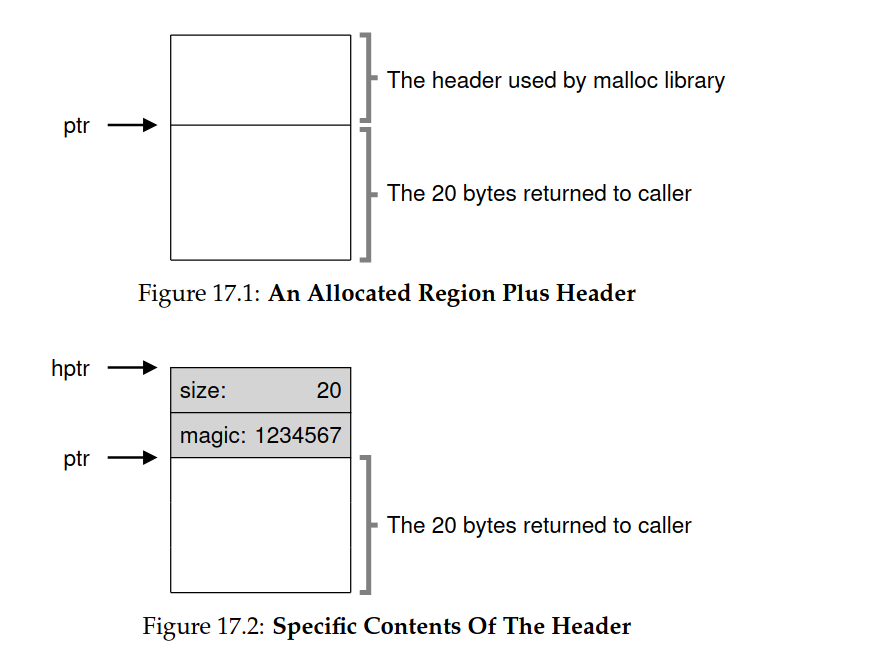 The header used by malloc library
ptr
The 20 bytes returned to caller
Figure 17.1: An Allocated Region Plus Header
hptr
size: 20
magic: 1234567
ptr
The 20 bytes returned to caller
Figure 17.2: Specific Contents Of The Header